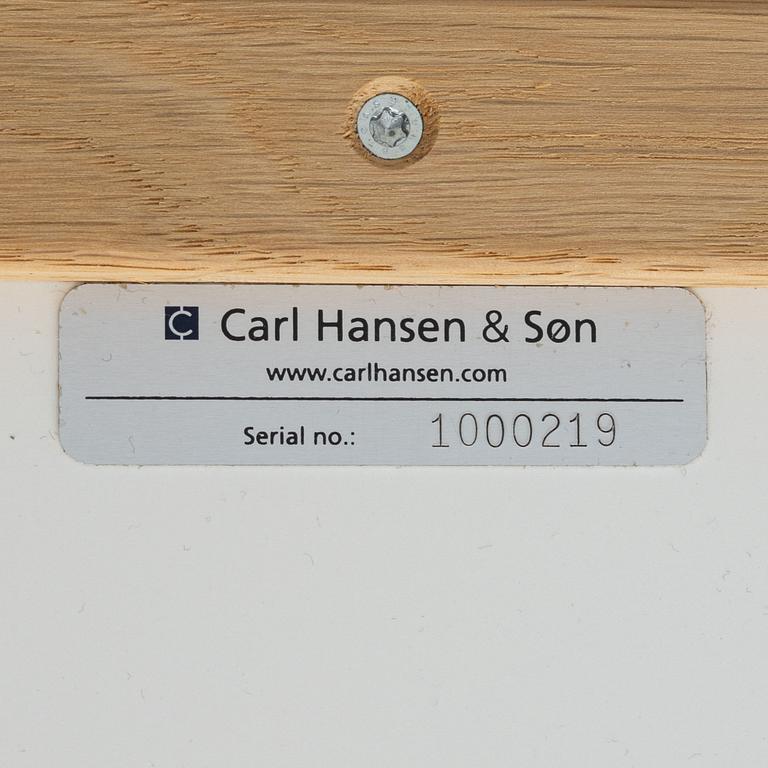 C Carl Hansen & Søn
www.carlhansen.com
Serial no.: 1000219